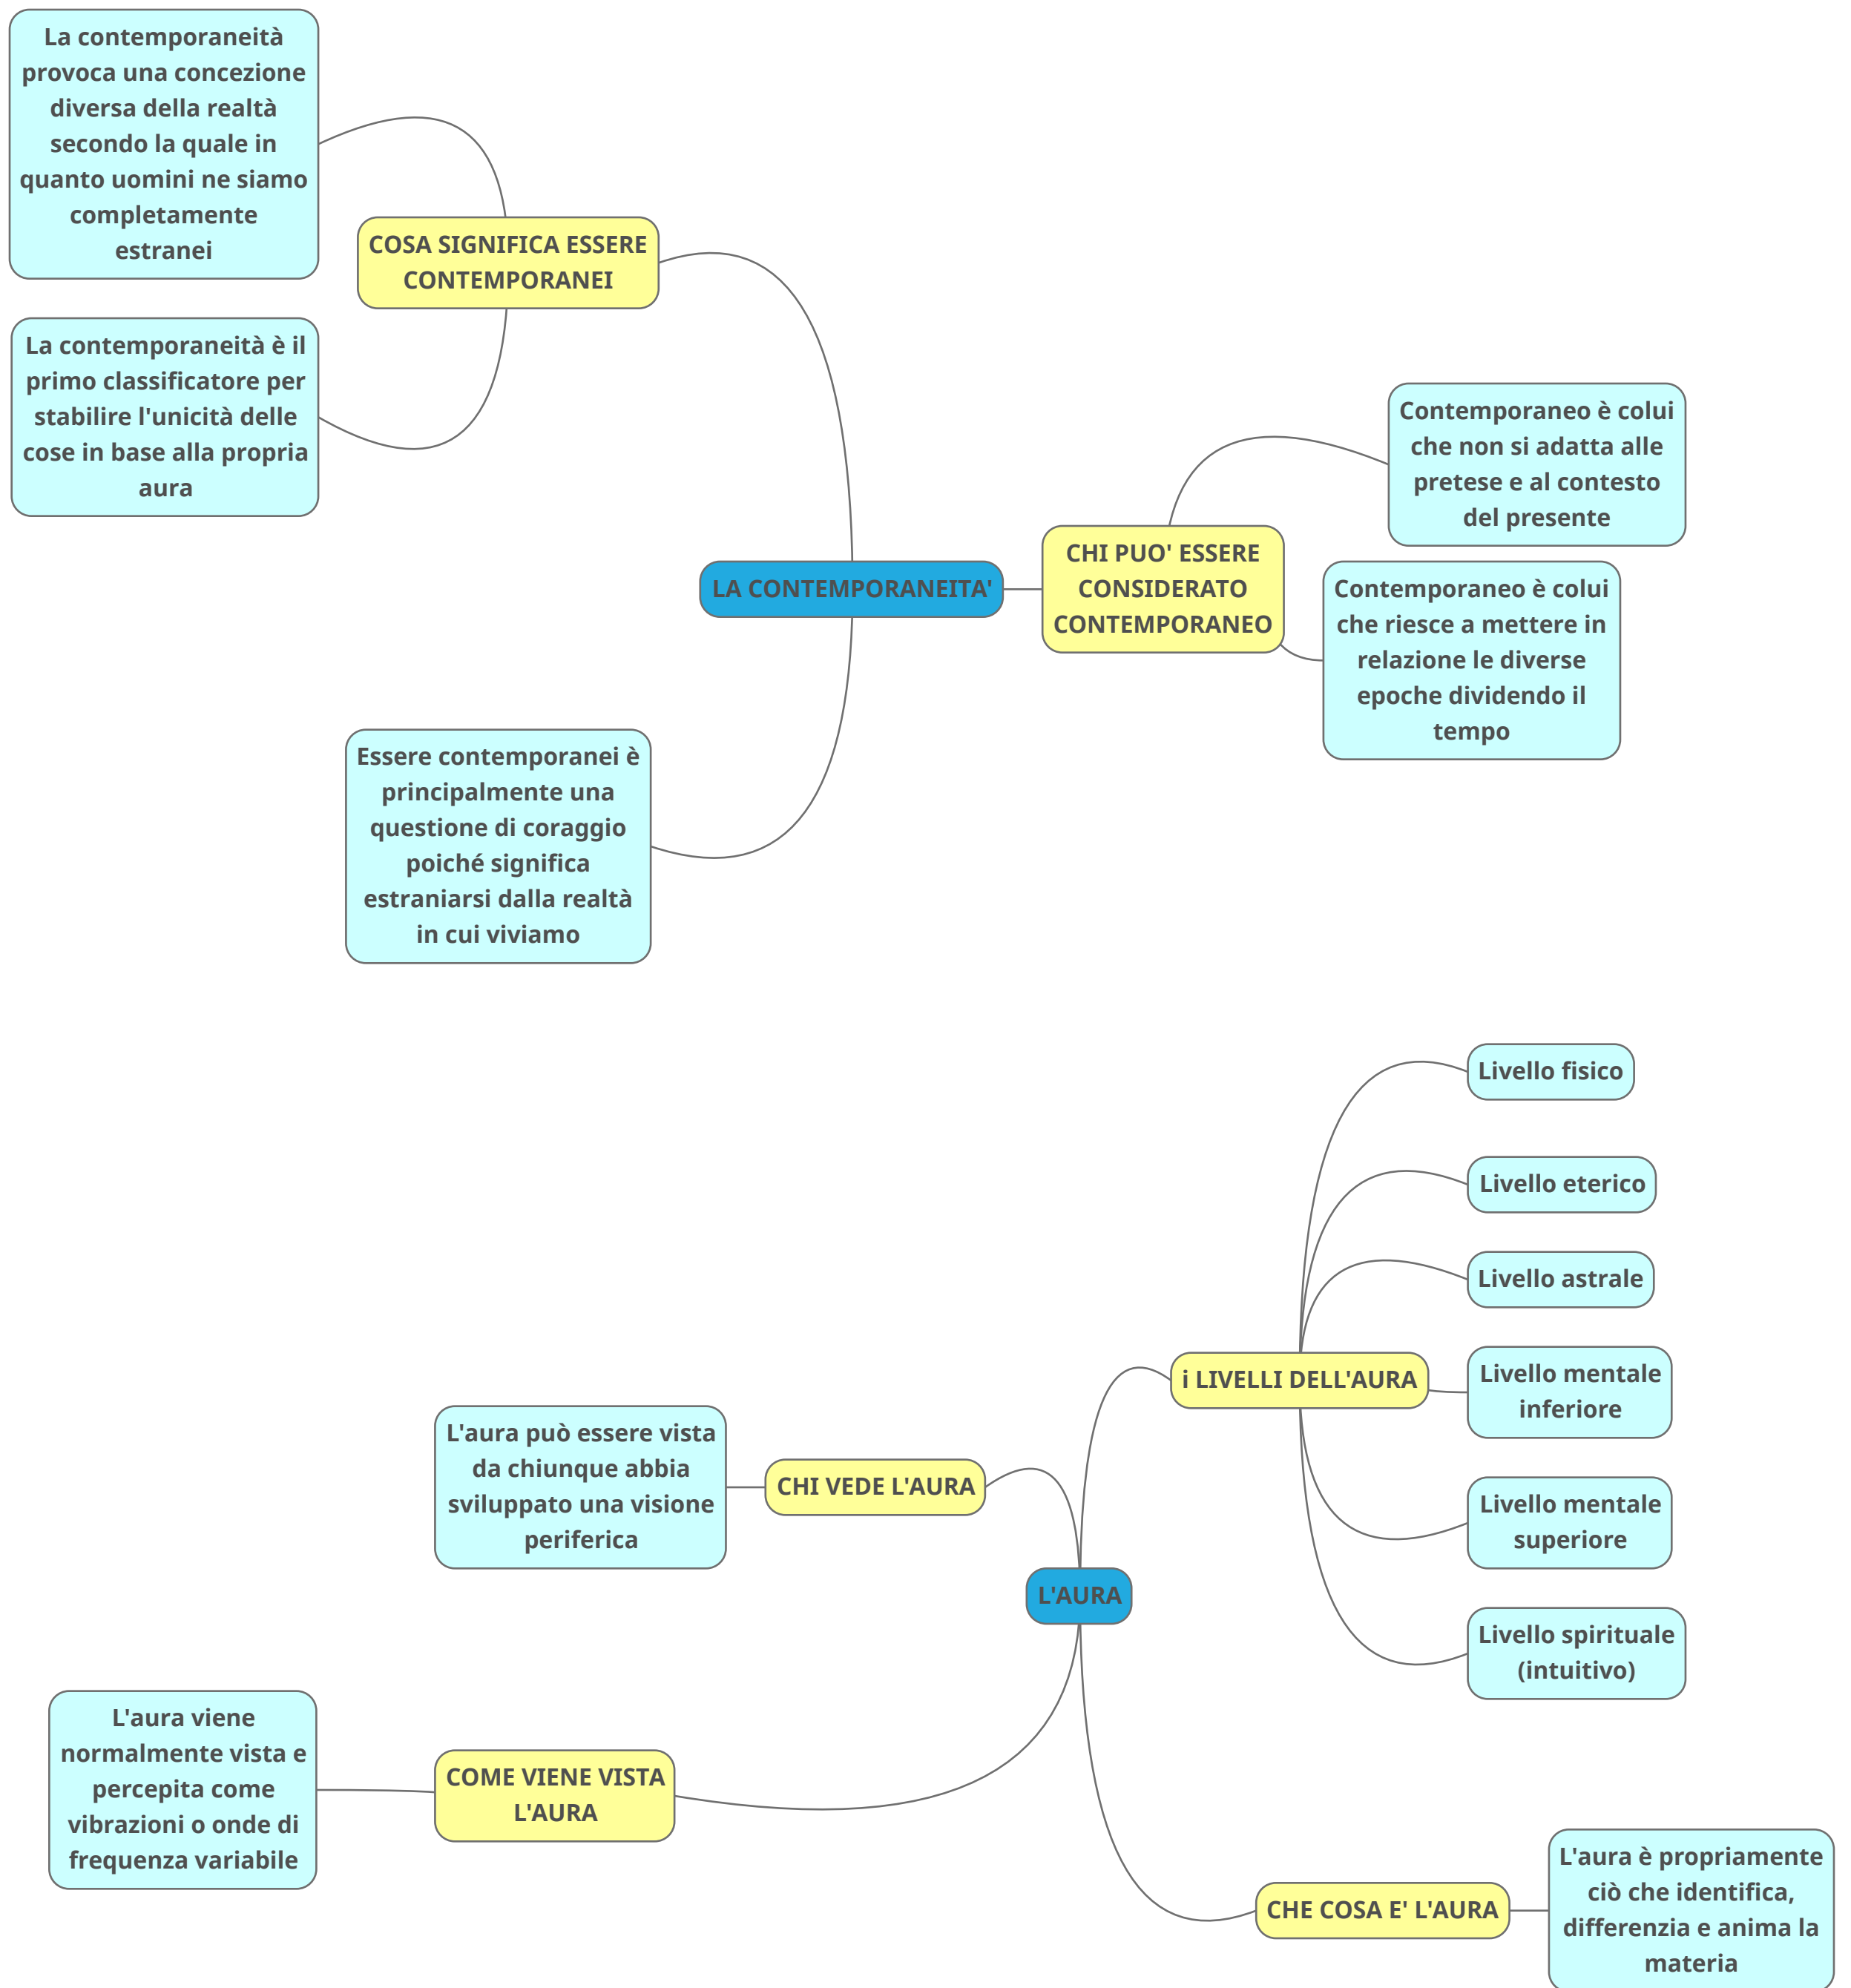 La contemporaneità
provoca una concezione
diversa della realtà
secondo la quale in
quanto uomini ne siamo
completamente
estranei
COSA SIGNIFICA ESSERE
CONTEMPORANEI
La contemporaneità è il
primo classificatore per
stabilire l'unicità delle
cose in base alla propria
aura
Contemporaneo è colui
che non si adatta alle
pretese e al contesto
del presente
LA CONTEMPORANEITA'
CHI PUO' ESSERE
CONSIDERATO
CONTEMPORANEO
Contemporaneo è colui
che riesce a mettere in
relazione le diverse
epoche dividendo il
tempo
Essere contemporanei è
principalmente una
questione di coraggio
poiché significa
estraniarsi dalla realtà
in cui viviamo
Livello fisico
Livello eterico
Livello astrale
i LIVELLI DELL'AURA
Livello mentale
inferiore
Livello mentale
superiore
Livello spirituale
(intuitivo)
L'aura può essere vista
da chiunque abbia
sviluppato una visione
periferica
CHI VEDE L'AURA
L'AURA
L'aura viene
normalmente vista e
percepita come
vibrazioni o onde di
frequenza variabile
COME VIENE VISTA
L'AURA
CHE COSA E' L'AURA
L'aura è propriamente
ciò che identifica,
differenzia e anima la
materia